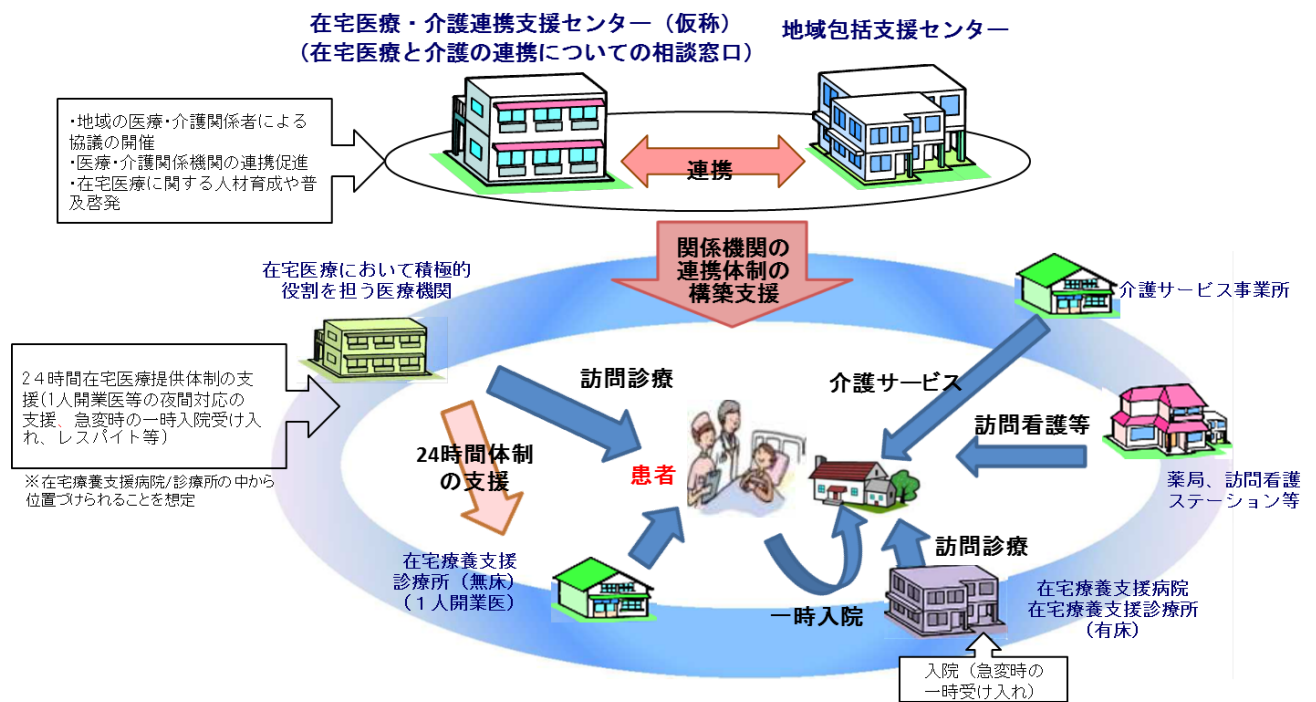 在宅医療・介護連携支援センター（仮称）
（在宅医療と介護の連携についての相談窓口）
地域包括支援センター
・地域の医療・介護関係者による
協議の開催
・医療・介護関係機関の連携促進
・在宅医療に関する人材育成や普
及啓発
連携
関係機関の
連携体制の
構築支援
在宅医療において積極的
役割を担う医療機関
介護サービス事業所
２４時間在宅医療提供体制の支
援（１人開業医等の夜間対応の
支援、急変時の一時入院受け入
れ、レスパイト等）
※在宅療養支援病院/診療所の中から
位置づけられることを想定
訪問診療
介護サービス
訪問看護等
24時間体制
の支援
患者
薬局、訪問看護
ステーション等
在宅療養支援
診療所（無床）
（１人開業医）
訪問診療
一時入院
在宅療養支援病院
在宅療養支援診療所
（有床）
入院（急変時の
一時受け入れ）